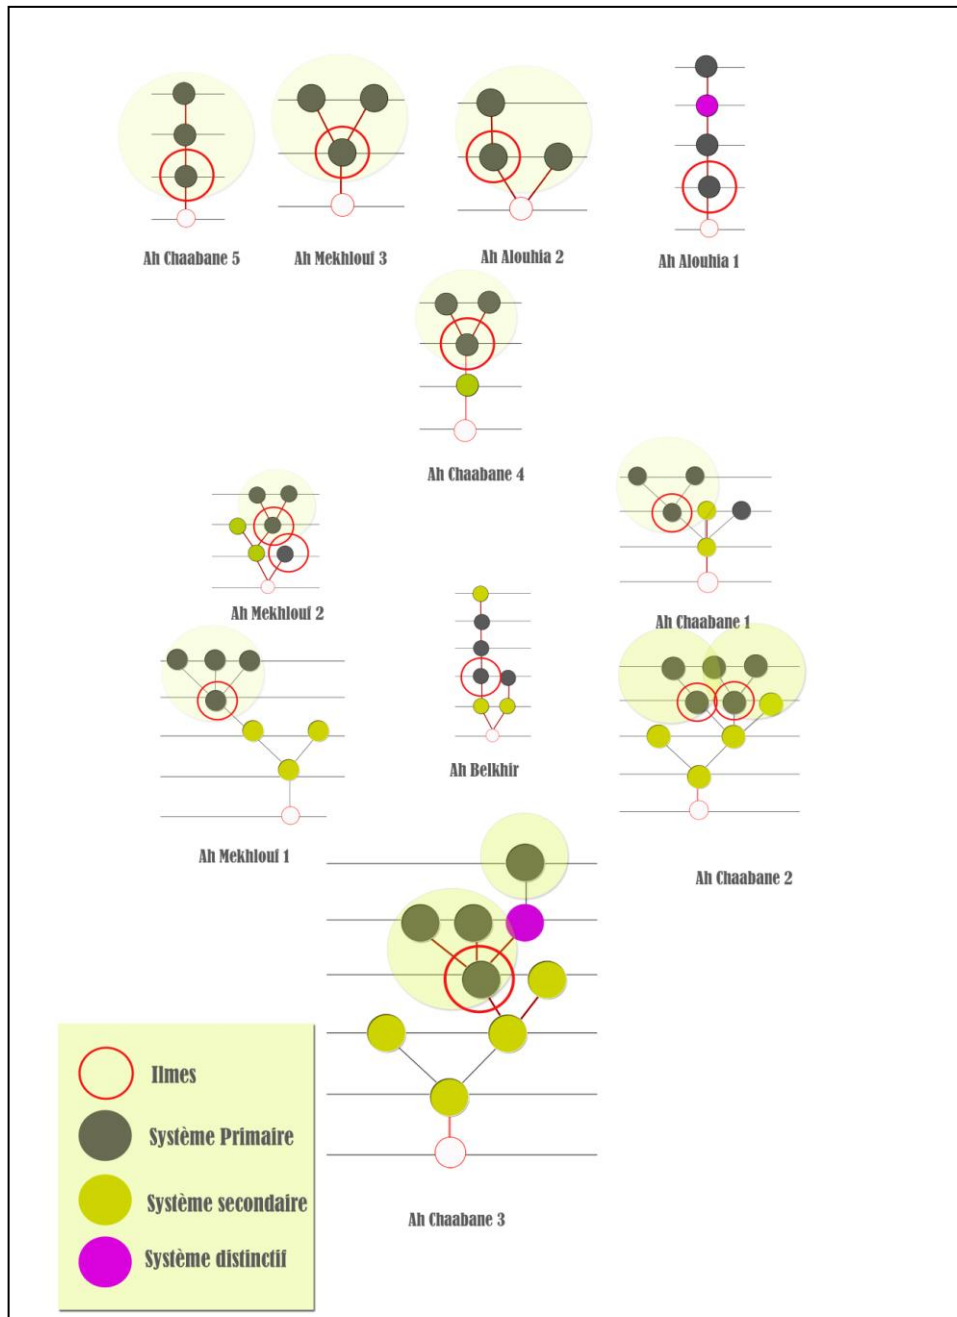 Ah Chaabane 5
Ah Mekhlouf 3
Ah Alouhia 2
Ah Alouhia 1
Ah Chaabane 4
Ah Mekhlouf 2
Ah Chaabane 1
Ah Belkhir
Ah Mekhlouf 1
Ah Chaabane 2
Ah Chaabane 3
Ilmes
Système Primaire
Système secondaire
Système distinctif